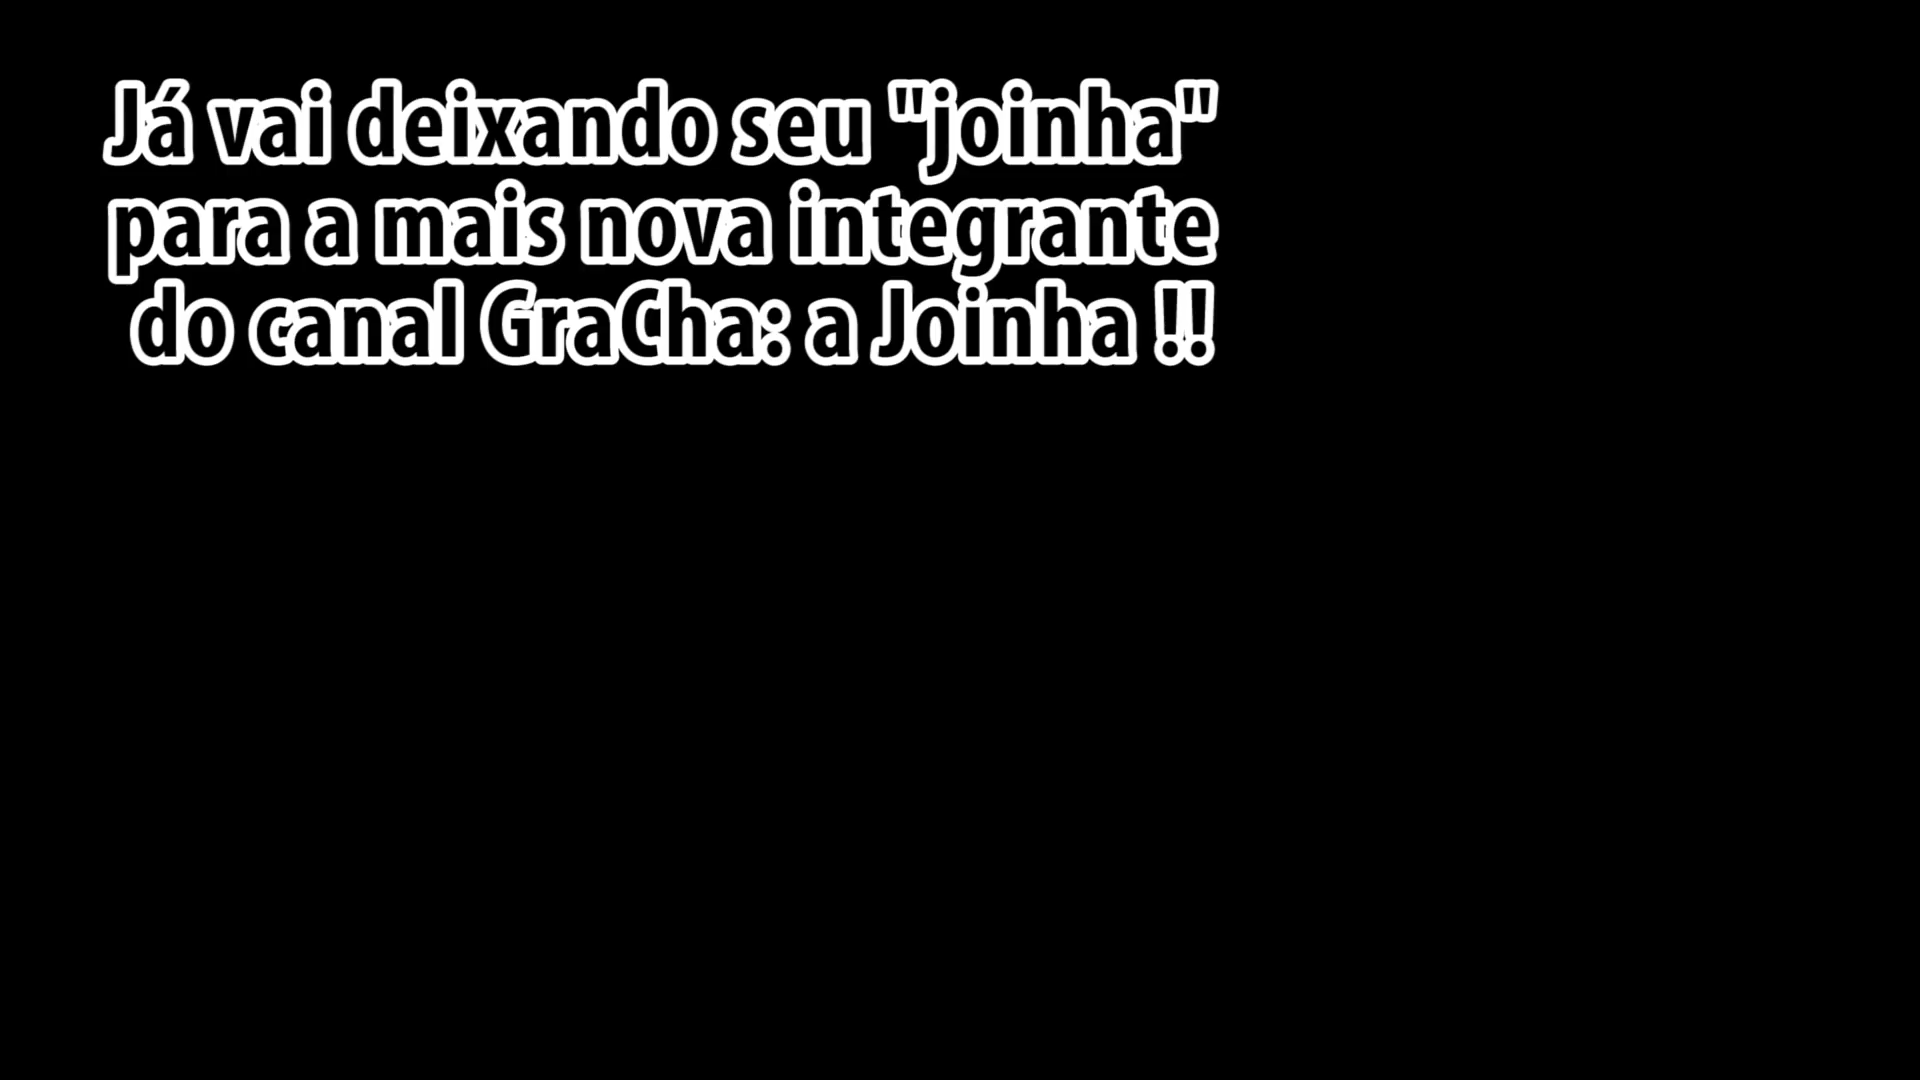 Já vai deixando seu "joinha"
para a mais nova integrante
do canal GraCha: a Joinha !!